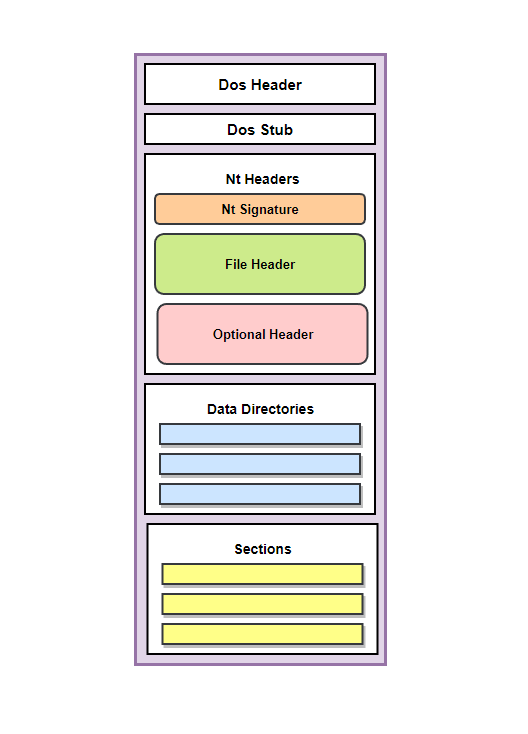 Dos Header
Dos Stub
Nt Headers
Nt Signature
File Header
Optional Header
Data Directories
Sections